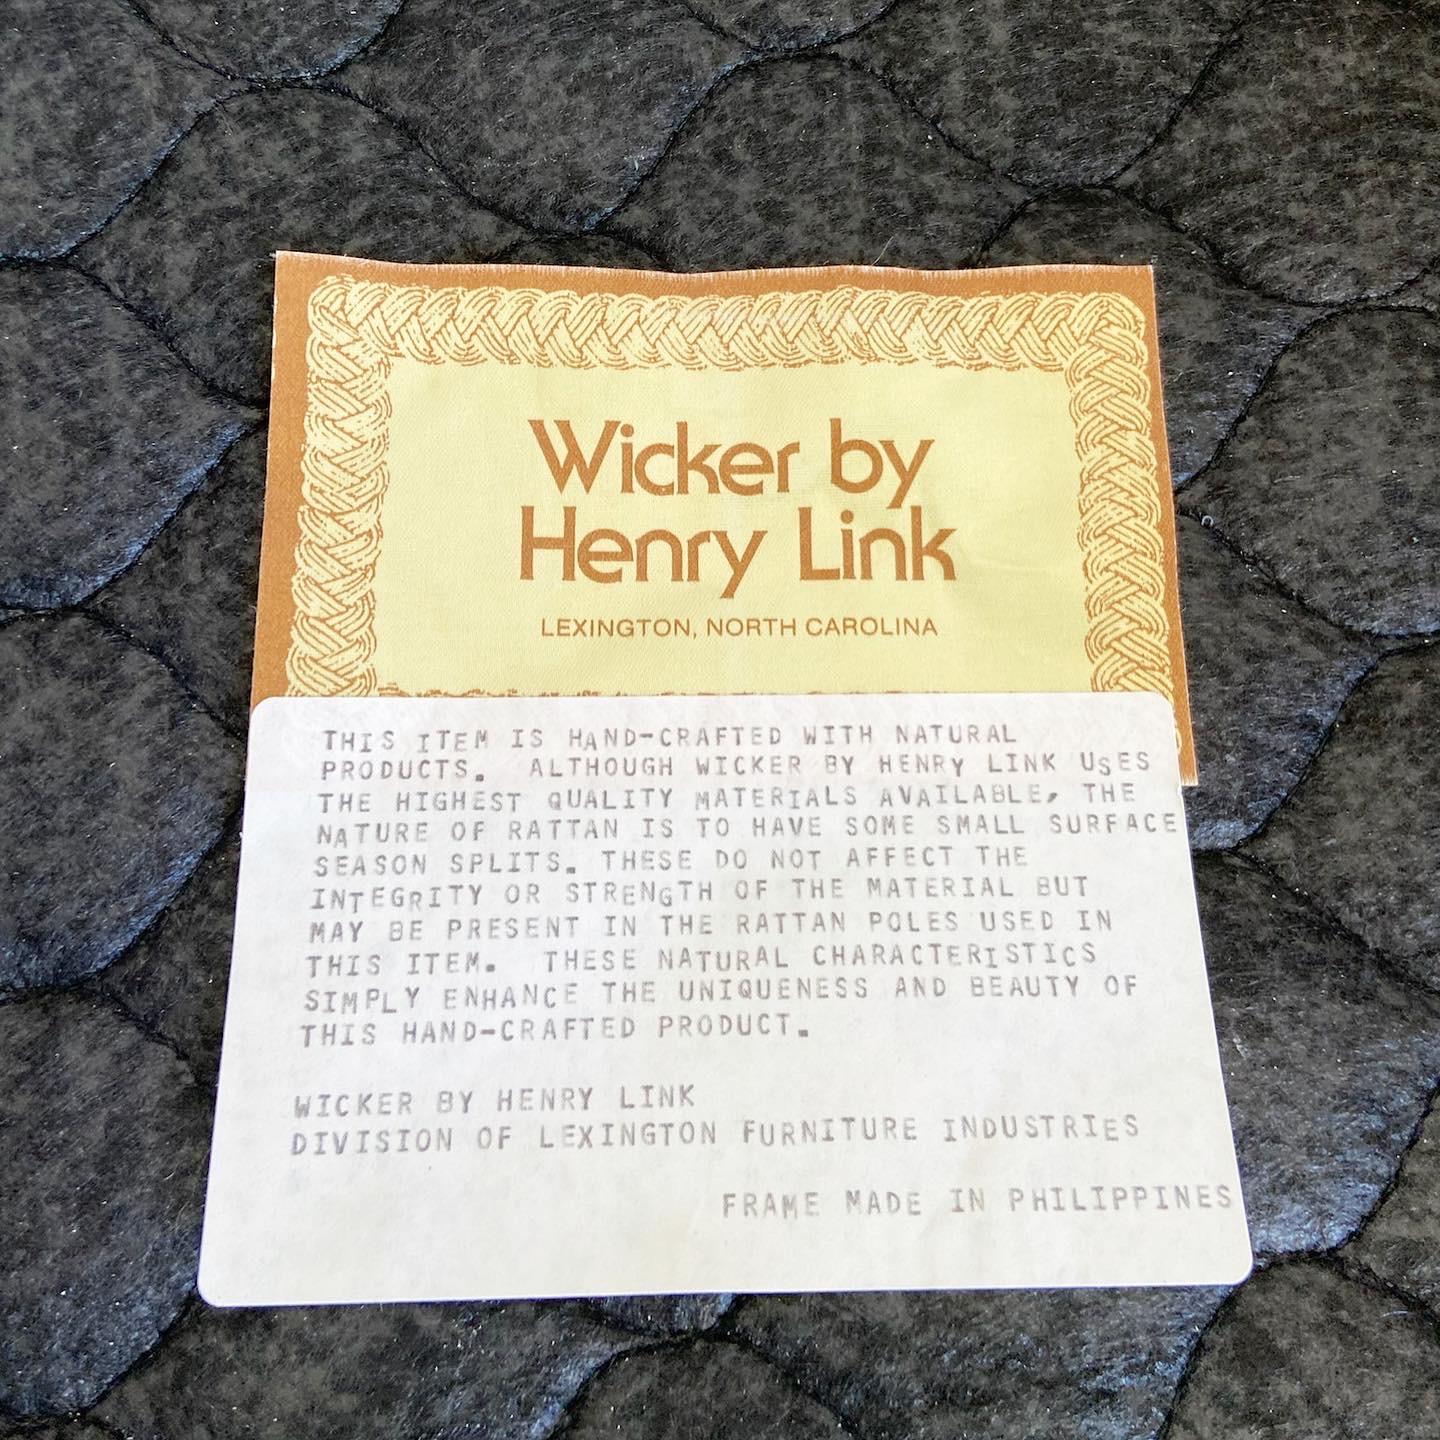 Wicker by
Henry Link
LEXINGTON, NORTH CAROLINA
THIS ITEM IS HAND-CRAFTED WITH NATURAL
PRODUCTS. ALTHOUGH WICKER BY HENRY LINK USES
THE HIGHEST QUALITY MATERIALS AVAILABLE, THE
NATURE OF RATTAN IS TO HAVE SOME SMALL SURFACE
SEASON SPLITS. THESE DO NOT AFFECT THE
INTEGRITY OR STRENGTH OF THE MATERIAL BUT
MAY BE PRESENT IN THE RATTAN POLES USED IN
THIS ITEM. THESE NATURAL CHARACTERISTICS
SIMPLY ENHANCE THE UNIQUENESS AND BEAUTY OF
THIS HAND-CRAFTED PRODUCT.
WICKER BY HENRY LINK
DIVISION OF LEXINGTON FURNITURE INDUSTRIES
FRAME MADE IN PHILIPPINES